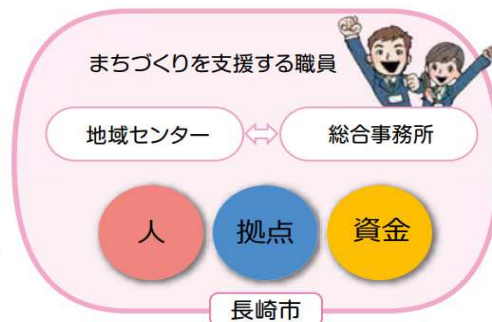 まちづくりを支援する職員
地域センター 総合事務所
人 拠点 資金
長崎市